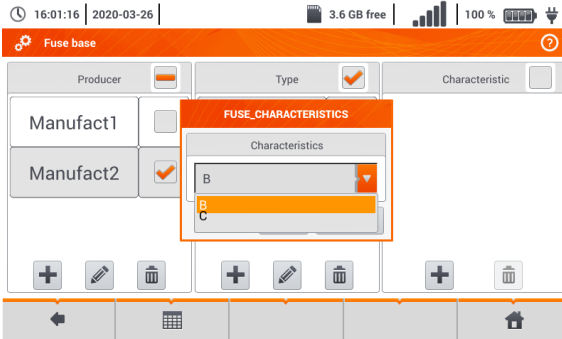 16:01:16 2020-03-26 3.6 GB free 100 %
Fuse base
Producer Type Characteristic
FUSE_CHARACTERISTICS
Manufact1
Characteristics
Manufact2
B
B
C